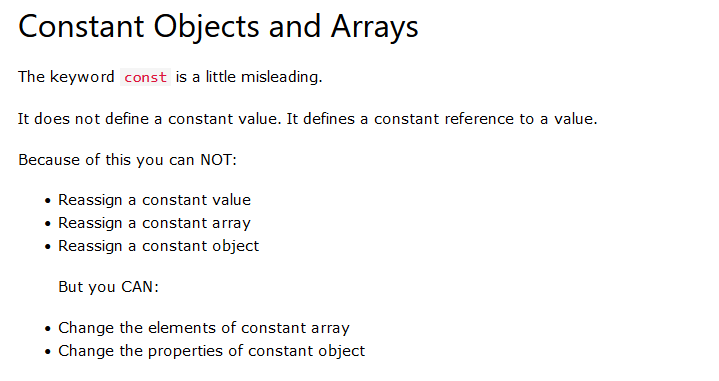 Constant Objects and Arrays
The keyword const is a little misleading.
It does not define a constant value. It defines a constant reference to a value.
Because of this you can NOT:
• Reassign a constant value
• Reassign a constant array
• Reassign a constant object
But you CAN:
• Change the elements of constant array
• Change the properties of constant object